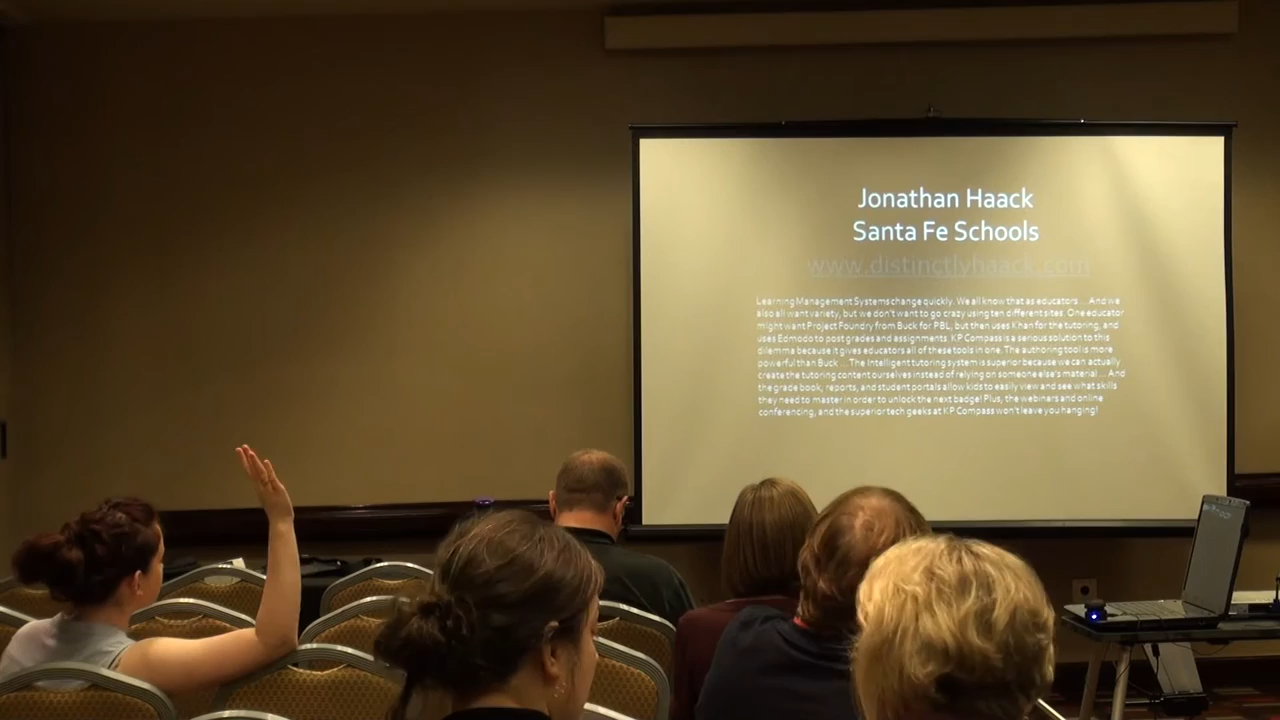 Jonathan Haack
Santa Fe Schools
www.distinctlyhaack.com
Learning Management Systems change quickly. We all know that as educators ... And we
also all want variety, but we don't want to go crazy using ten different sites. One educator
might want Project Foundry from Buck for PBL, but then uses Khan for the tutoring, and
uses Edmodo to post grades and assignments. KP Compass is a serious solution to this
dilemma because it gives educators all of these tools in one. The authoring tool is more
powerful than Buck ... The Intelligent tutoring system is superior because we can actually
create the tutoring content ourselves instead of relying on someone else's material ... And
the grade book, reports, and student portals allow kids to easily view and see what skills
they need to master in order to unlock the next badge! Plus, the webinars and online
conferencing, and the superior tech geeks at KP Compass won't leave you hanging!